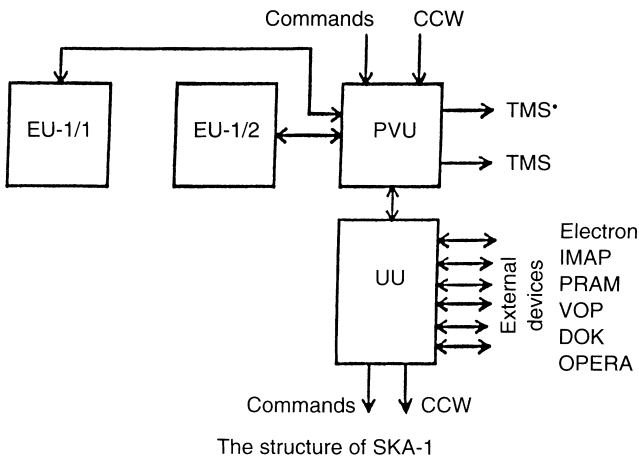 Commands CCW
EU-1/1 EU-1/2 PVU TMS•
TMS
UU
External
devices
Electron
IMAP
PRAM
VOP
DOK
OPERA
Commands CCW
The structure of SKA-1